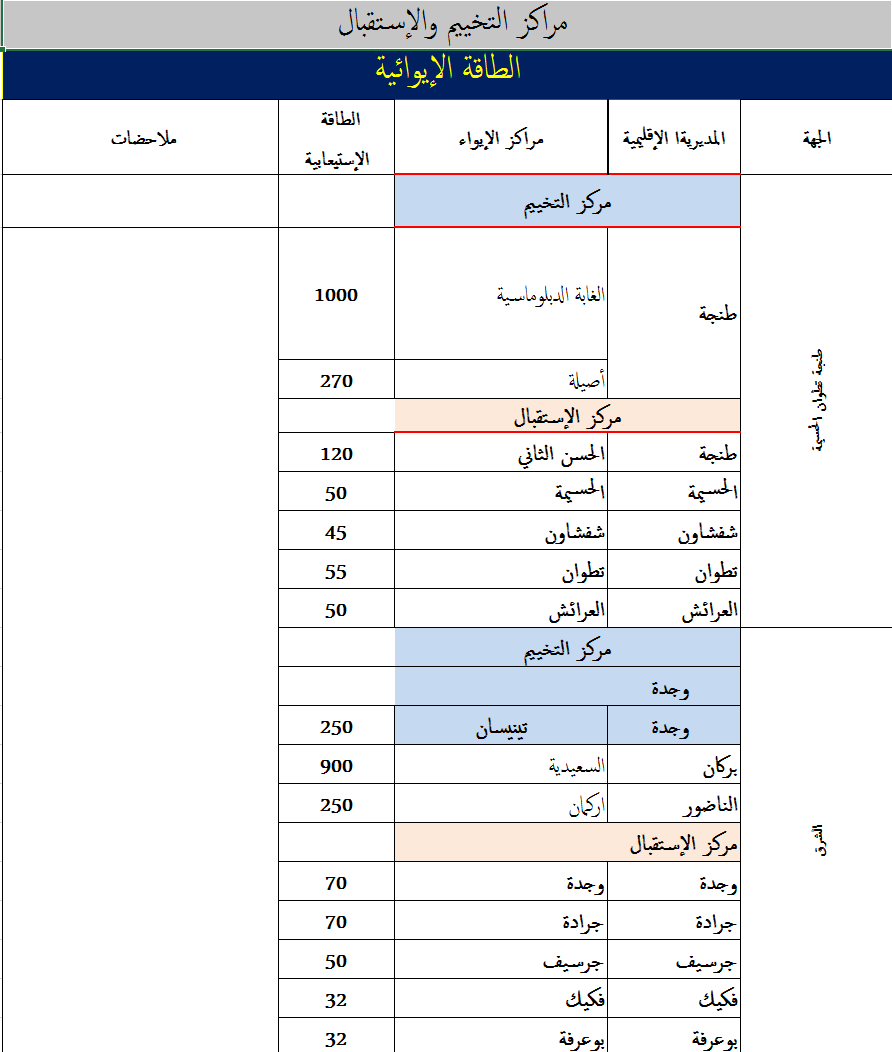 مراكز التخييم والإستقبال
الطاقة الإيوائية
الجهة المديريةا الإقليمية مراكز الإيواء الطاقة الإستيعابية ملاحضات
طنجة تطوان الحسيمة
مركز التخييم
طنجة الغابة الدبلوماسية 1000
أصيلة 270
مركز الإستقبال
طنجة الحسن الثاني 120
الحسيمة الحسيمة 50
شفشاون شفشاون 45
تطوان تطوان 55
العرائش العرائش 50
الشرق
مركز التخييم
وجدة
وجدة تينيسان 250
بركان السعيدية 900
الناضور اركمان 250
مركز الإستقبال
وجدة وجدة 70
جرادة جرادة 70
جرسيف جرسيف 50
فكيك فكيك 32
بوعرفة بوعرفة 32